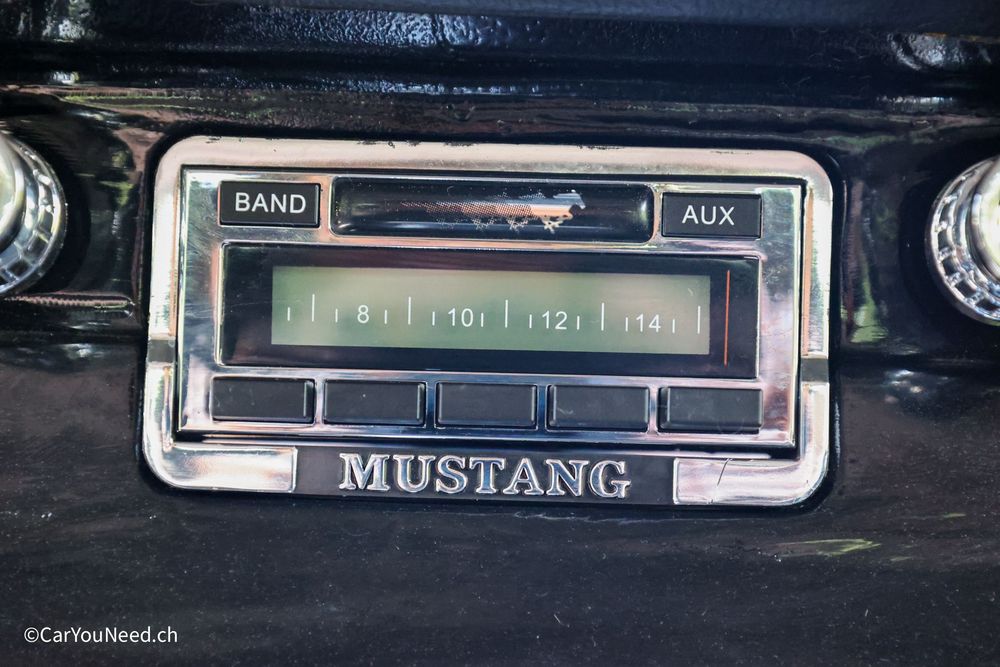 BAND
AUX
8 10 12 14
MUSTANG
©CarYouNeed.ch